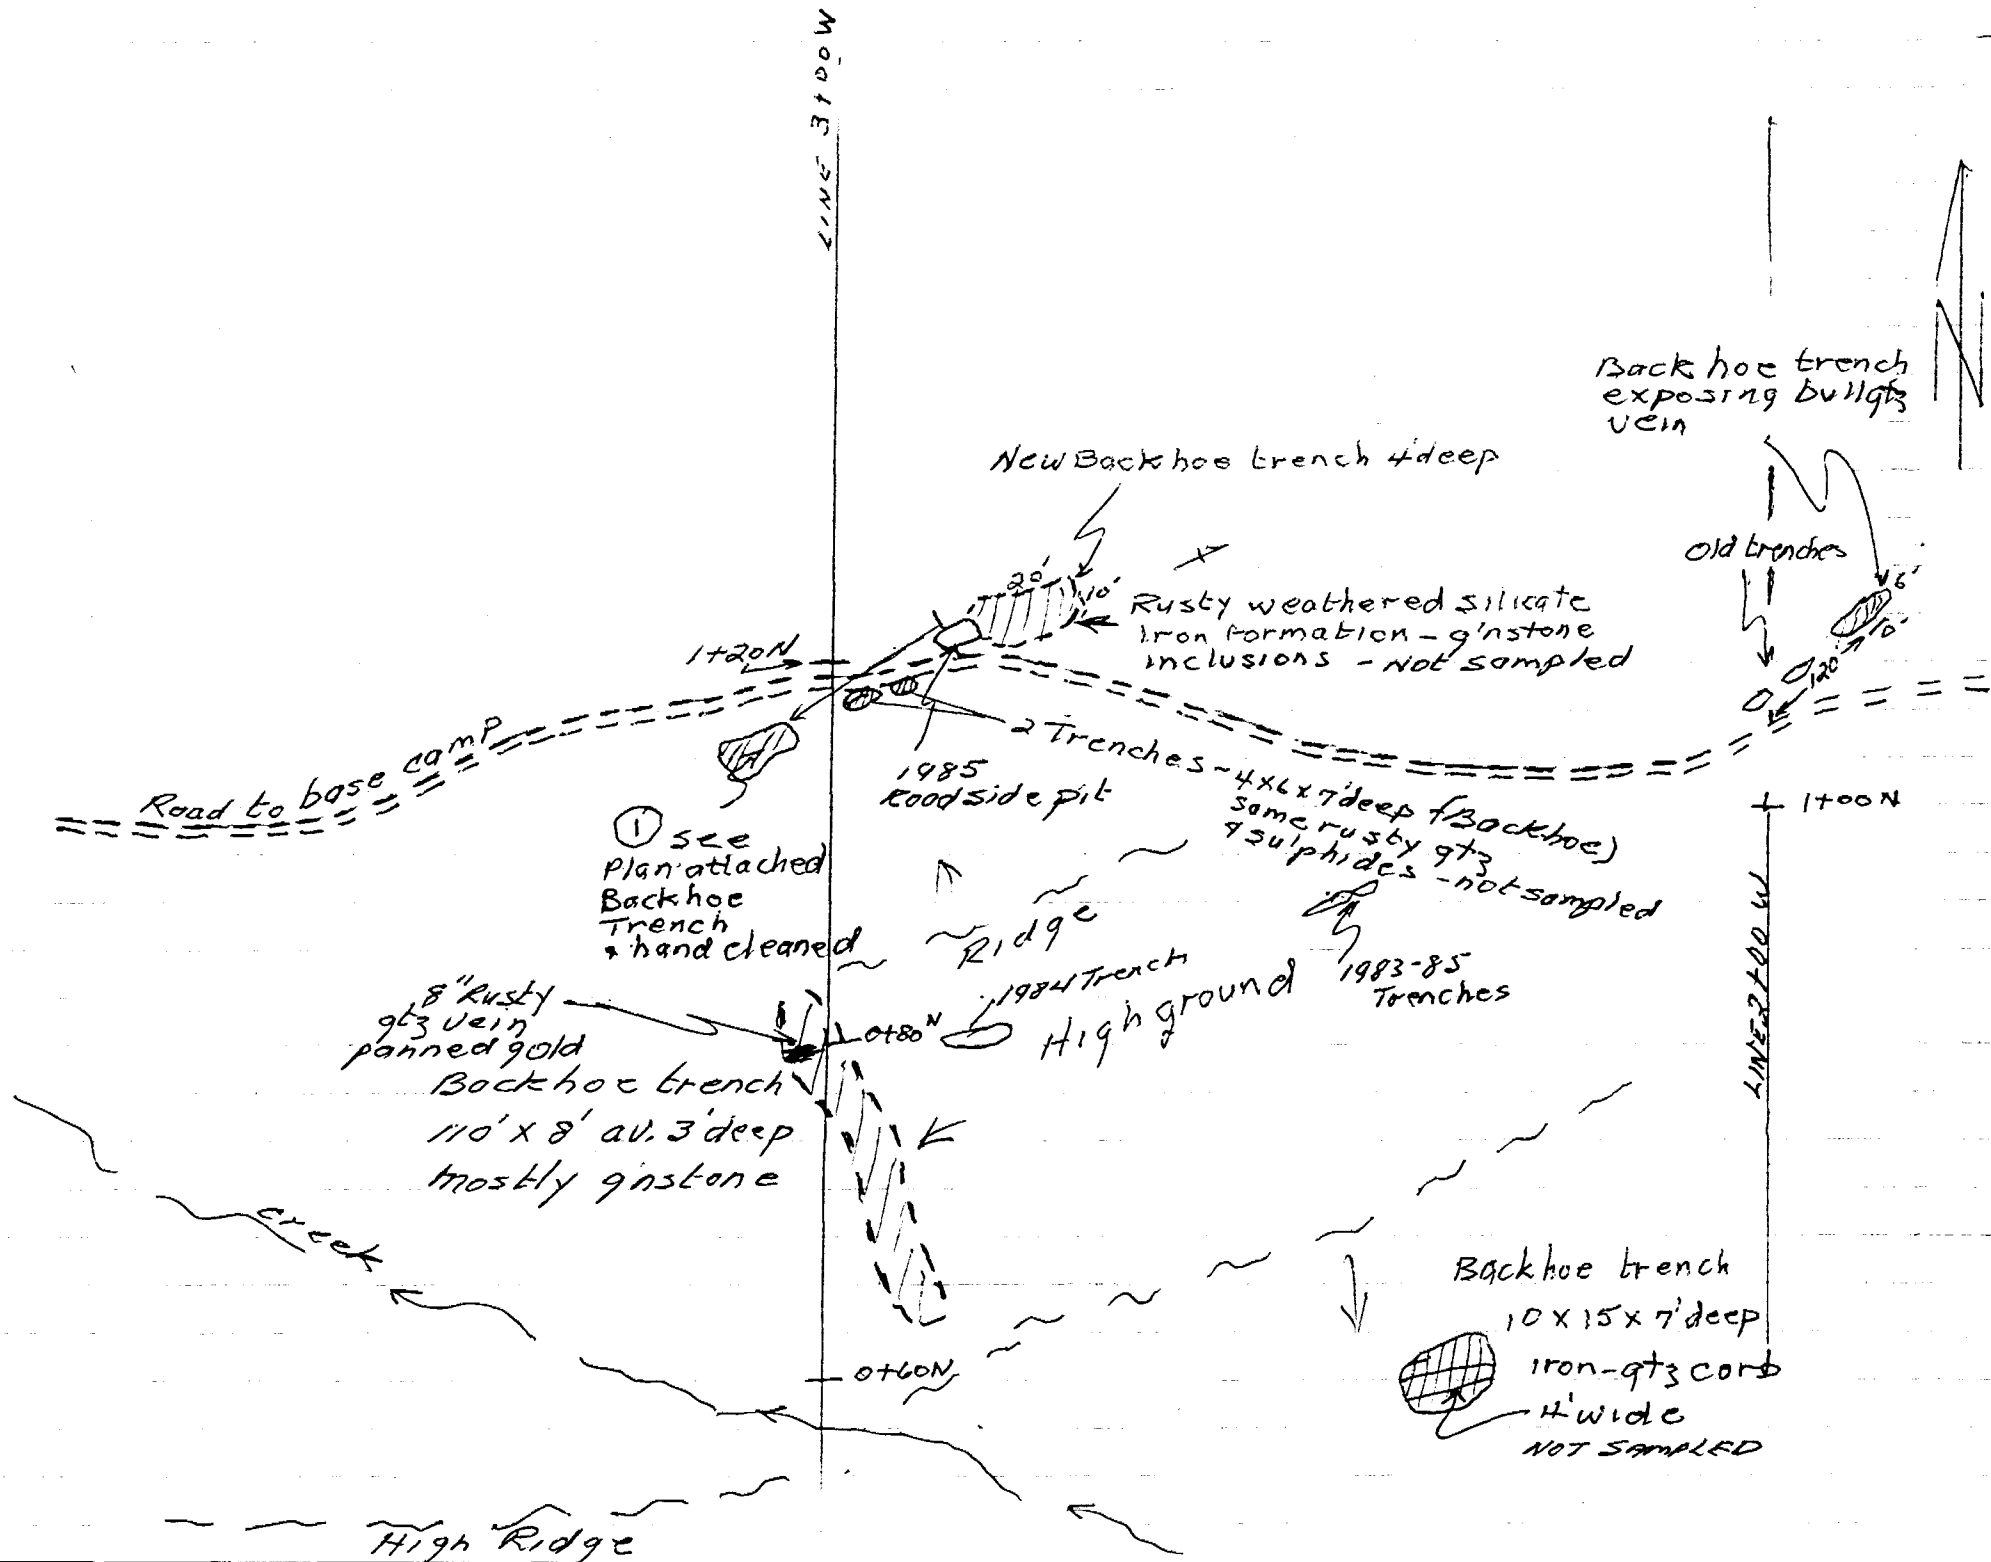 LINE 3+00W
N
Back hoe trench
exposing bullqtz
vein
New Backhoe trench 4'deep
Old trenches
6'
10'
120'
20'
10'
Rusty weathered silicate
Iron formation - g'nstone
inclusions - Not sampled
1+20N
Road to base camp
2 Trenches - 4x6x7'deep (Backhoe)
some rusty qtz
& sulphides - not sampled
1985
Roadside pit
1+00N
① see
Plan attached
Backhoe
Trench
& hand cleaned
Ridge
1983-85
Trenches
1984 Trench
High ground
8" Rusty
qtz vein
panned gold
0+80N
Backhoe trench
110' x 8' av. 3'deep
mostly gnstone
LINE 2+00W
creek
Backhoe trench
10 x 15 x 7'deep
iron-qtz carb
4' wide
NOT SAMPLED
0+60N
High Ridge